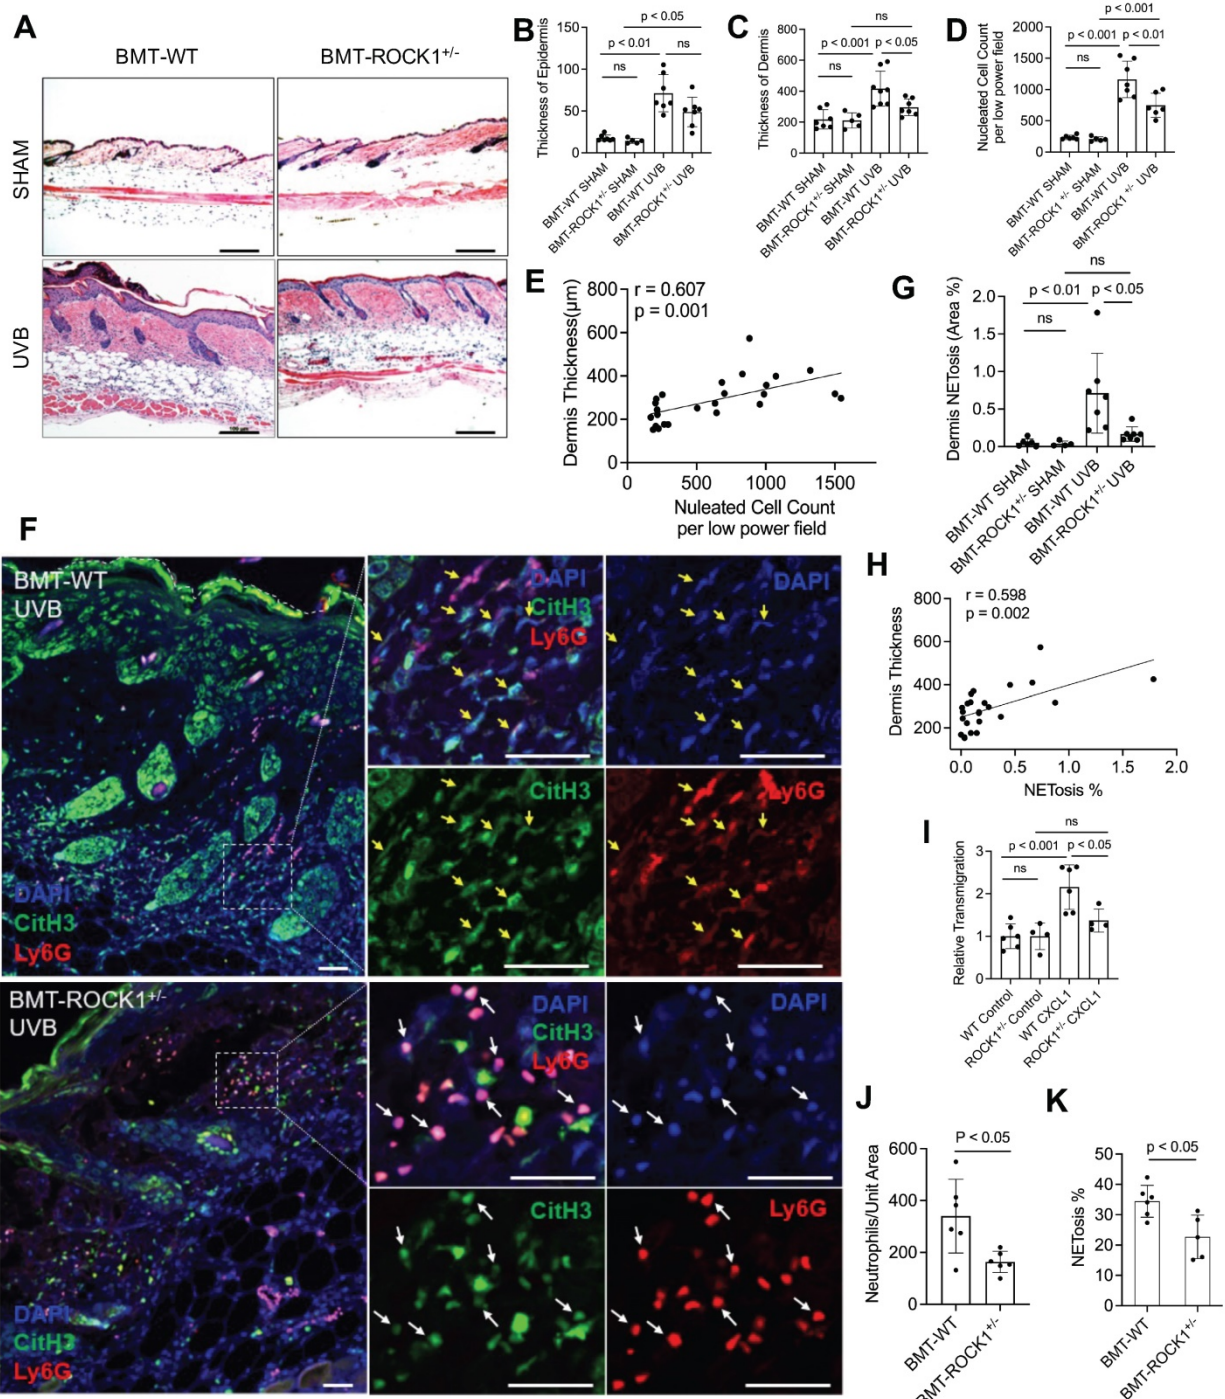 A
BMT-WT
BMT-ROCK1+/-
SHAM
UVB
B
p < 0.05
p < 0.01
ns
ns
Thickness of Epidermis
150
100
50
0
BMT-WT SHAM
BMT-ROCK1+/- SHAM
BMT-WT UVB
BMT-ROCK1+/- UVB
C
ns
p < 0.001
p < 0.05
ns
Thickness of Dermis
800
600
400
200
0
BMT-WT SHAM
BMT-ROCK1+/- SHAM
BMT-WT UVB
BMT-ROCK1+/- UVB
D
p < 0.001
p < 0.001
p < 0.01
ns
Nucleated Cell Count
per low power field
2000
1500
1000
500
0
BMT-WT SHAM
BMT-ROCK1 +/- SHAM
BMT-WT UVB
BMT-ROCK1 +/- UVB
E
r = 0.607
p = 0.001
Dermis Thickness(µm)
800
600
400
200
0
0
500
1000
1500
Nuleated Cell Count
per low power field
G
ns
p < 0.01
p < 0.05
ns
Dermis NETosis (Area %)
2.0
1.5
1.0
0.5
0.0
BMT-WT SHAM
BMT-ROCK1+/- SHAM
BMT-WT UVB
BMT-ROCK1+/- UVB
F
BMT-WT
UVB
DAPI
CitH3
Ly6G
DAPI
CitH3
Ly6G
DAPI
CitH3
Ly6G
BMT-ROCK1+/-
UVB
DAPI
CitH3
Ly6G
DAPI
CitH3
Ly6G
DAPI
CitH3
Ly6G
H
r = 0.598
p = 0.002
Dermis Thickness
800
600
400
200
0.0
0.5
1.0
1.5
2.0
NETosis %
I
ns
p < 0.001
p < 0.05
ns
Relative Transmigration
3
2
1
0
WT Control
ROCK1+/- Control
WT CXCL1
ROCK1+/- CXCL1
J
P < 0.05
Neutrophils/Unit Area
600
400
200
0
BMT-WT
BMT-ROCK1+/-
K
p < 0.05
NETosis %
50
40
30
20
10
0
BMT-WT
BMT-ROCK1+/-